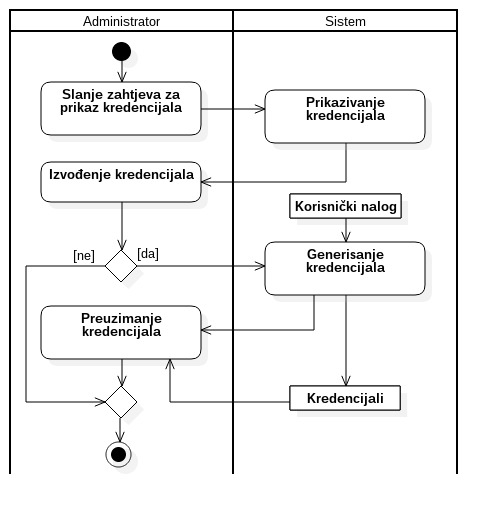 Administrator
Sistem
Slanje zahtjeva za
prikaz kredencijala
Prikazivanje
kredencijala
Izvođenje kredencijala
Korisnički nalog
[ne]
[da]
Generisanje
kredencijala
Preuzimanje
kredencijala
Kredencijali